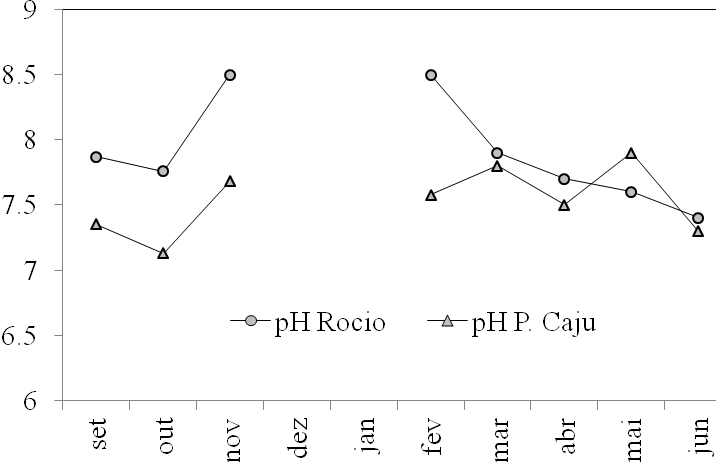 9
8.5
8
7.5
7
6.5
6
pH Rocio
pH P. Caju
set
out
nov
dez
jan
fev
mar
abr
mai
jun